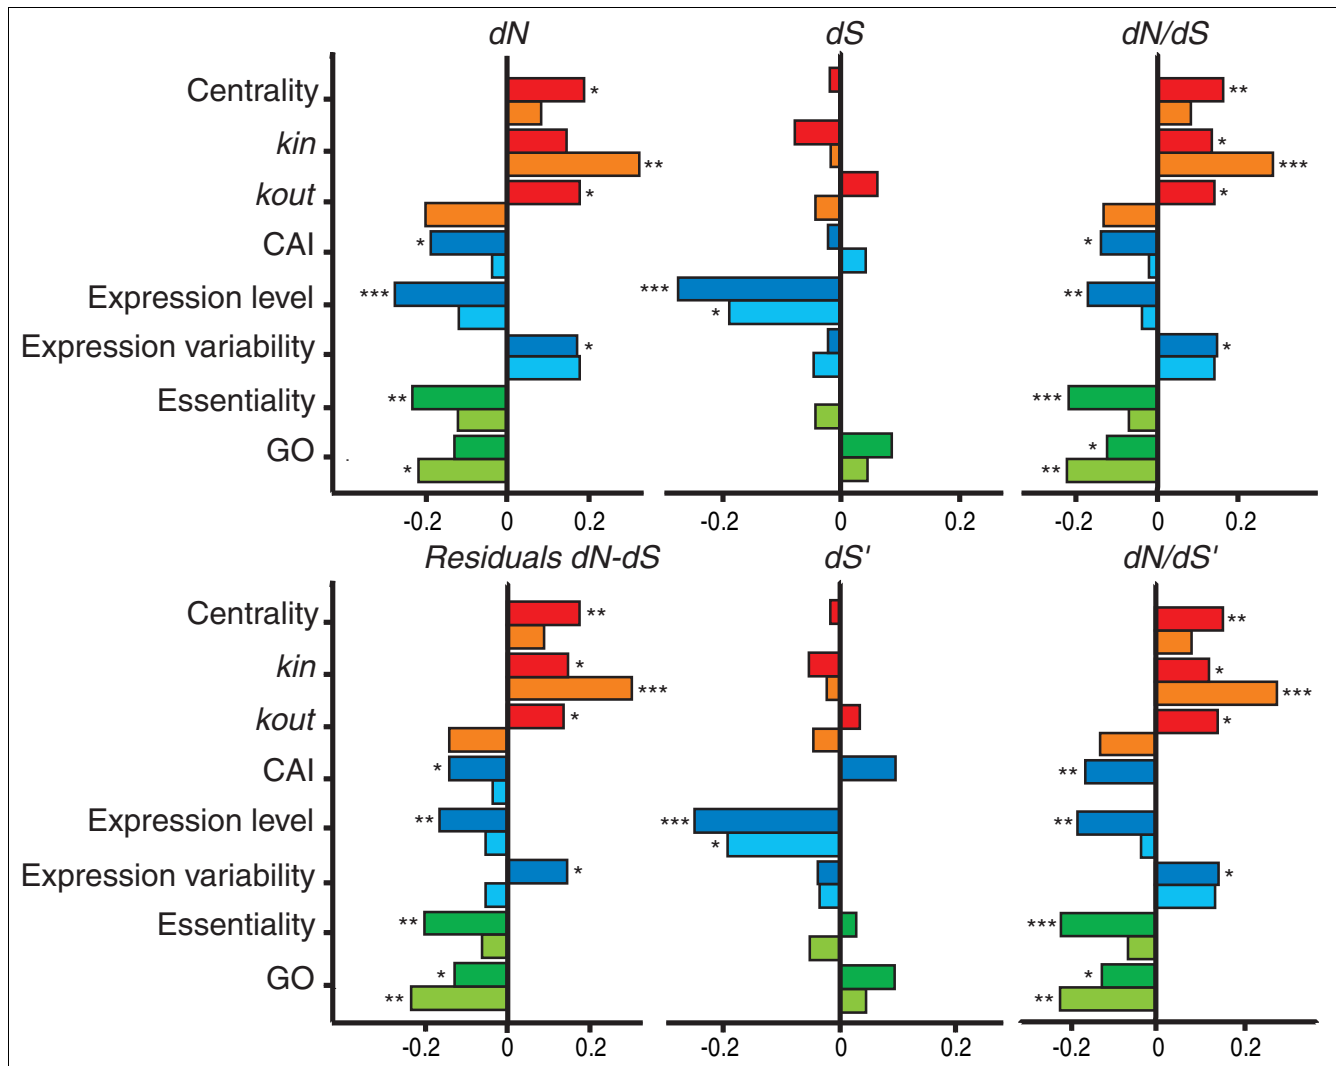 dN dS dN/dS
Centrality * **
kin ** * ***
kout * *
CAI * *
Expression level *** *** * **
Expression variability * *
Essentiality ** ***
GO * * **
-0.2 0 0.2 -0.2 0 0.2 -0.2 0 0.2
Residuals dN-dS dS' dN/dS'
Centrality ** **
kin * *** * ***
kout * *
CAI * **
Expression level ** *** * **
Expression variability * *
Essentiality ** ***
GO * ** * **
-0.2 0 0.2 -0.2 0 0.2 -0.2 0 0.2